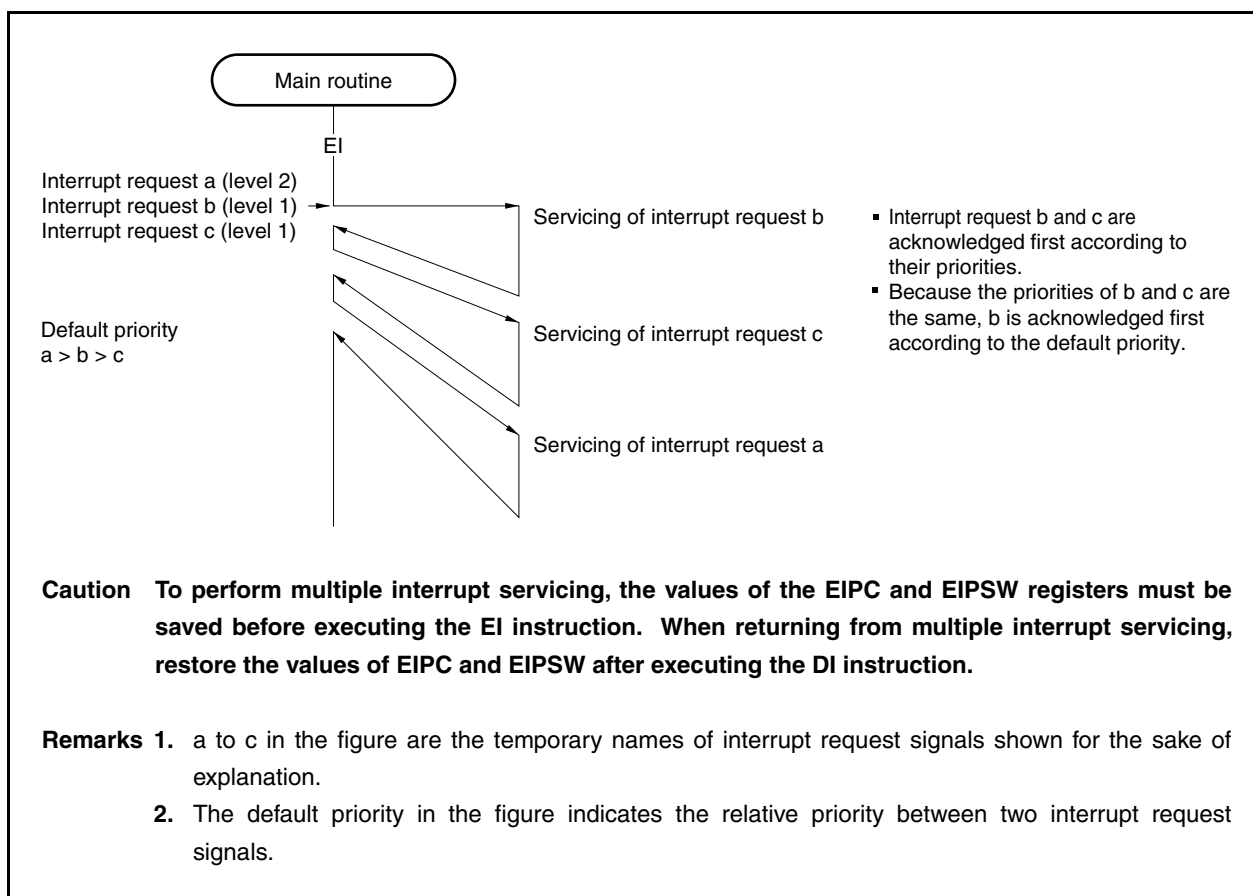 Main routine
EI
Interrupt request a (level 2)
Interrupt request b (level 1)
Interrupt request c (level 1)
Servicing of interrupt request b
▪ Interrupt request b and c are
acknowledged first according to
their priorities.
▪ Because the priorities of b and c are
the same, b is acknowledged first
according to the default priority.
Default priority
a > b > c
Servicing of interrupt request c
Servicing of interrupt request a
Caution To perform multiple interrupt servicing, the values of the EIPC and EIPSW registers must be
saved before executing the EI instruction. When returning from multiple interrupt servicing,
restore the values of EIPC and EIPSW after executing the DI instruction.
Remarks 1. a to c in the figure are the temporary names of interrupt request signals shown for the sake of
explanation.
2. The default priority in the figure indicates the relative priority between two interrupt request
signals.